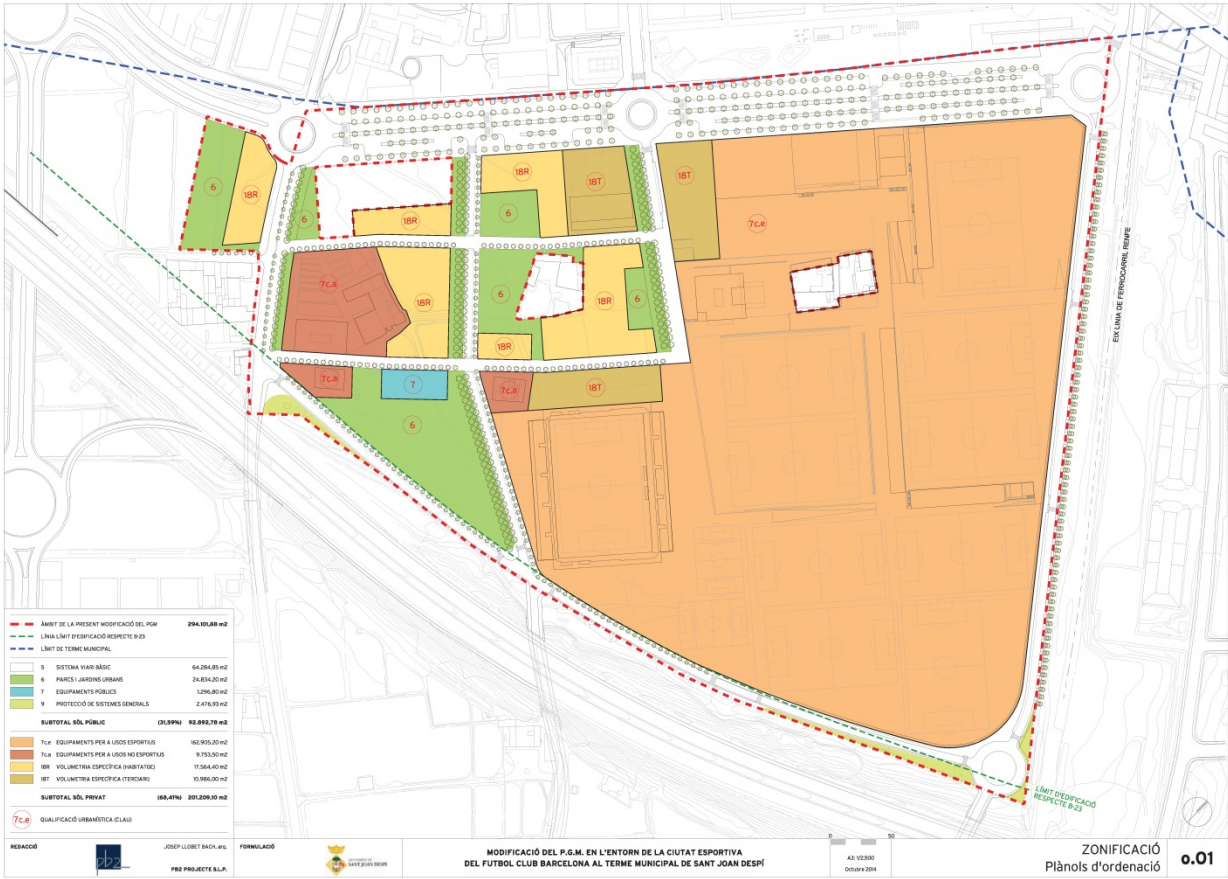 6
18R
6
18R
18R
6
18T
18T
7c.e
7c.a
18R
6
18R
6
18R
7c.a
7
7c.a
18T
6
EIX LINIA DE FERROCARRIL RENFE
LÍMIT D'EDIFICACIÓ
RESPECTE B-23
ÀMBIT DE LA PRESENT MODIFICACIÓ DEL PGM 294.101,88 m2
LÍNIA LÍMIT D'EDIFICACIÓ RESPECTE B-23
LÍMIT DE TERME MUNICIPAL
5 SISTEMA VIARI BÀSIC 64.284,85 m2
6 PARCS I JARDINS URBANS 24.834,20 m2
7 EQUIPAMENTS PÚBLICS 1.296,80 m2
9 PROTECCIÓ DE SISTEMES GENERALS 2.476,93 m2
SUBTOTAL SÒL PÚBLIC (31,59%) 92.892,78 m2
7c.e EQUIPAMENTS PER A USOS ESPORTIUS 162.905,20 m2
7c.a EQUIPAMENTS PER A USOS NO ESPORTIUS 9.753,50 m2
18R VOLUMETRIA ESPECÍFICA (HABITATGE) 17.564,40 m2
18T VOLUMETRIA ESPECÍFICA (TERCIARI) 10.986,00 m2
SUBTOTAL SÒL PRIVAT (68,41%) 201.209,10 m2
7c.e QUALIFICACIÓ URBANÍSTICA (CLAU)
REDACCIÓ
pb2
JOSEP LLOBET BACH, arq.
PB2 PROJECTE S.L.P.
FORMULACIÓ
AJUNTAMENT DE
SANT JOAN DESPÍ
MODIFICACIÓ DEL P.G.M. EN L'ENTORN DE LA CIUTAT ESPORTIVA
DEL FUTBOL CLUB BARCELONA AL TERME MUNICIPAL DE SANT JOAN DESPÍ
0 50
A3: 1/2.500
Octubre 2014
ZONIFICACIÓ
Plànols d'ordenació
o.01